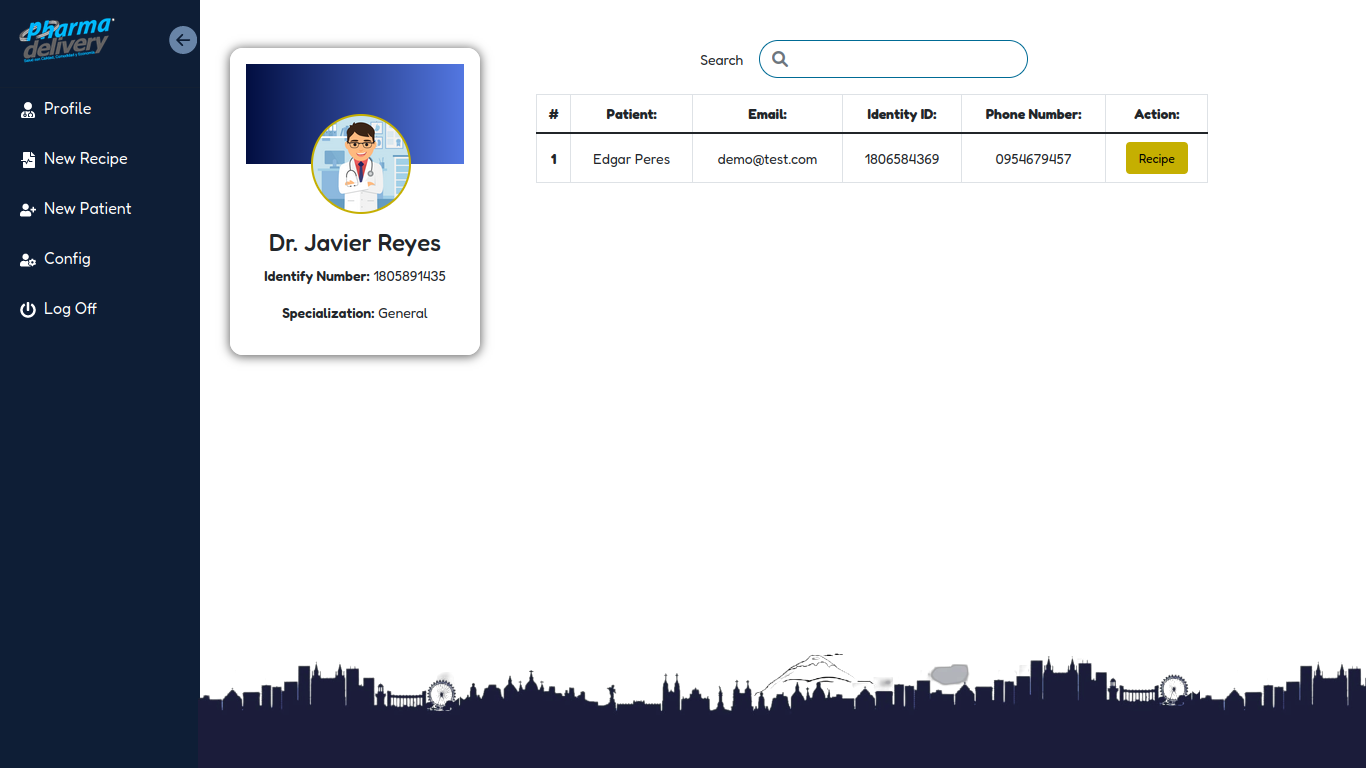 Pharma
delivery
Profile
New Recipe
New Patient
Config
Log Off
Dr. Javier Reyes
Identify Number: 1805891435
Specialization: General
Search
# Patient: Email: Identity ID: Phone Number: Action:
1 Edgar Peres demo@test.com 1806584369 0954679457 Recipe